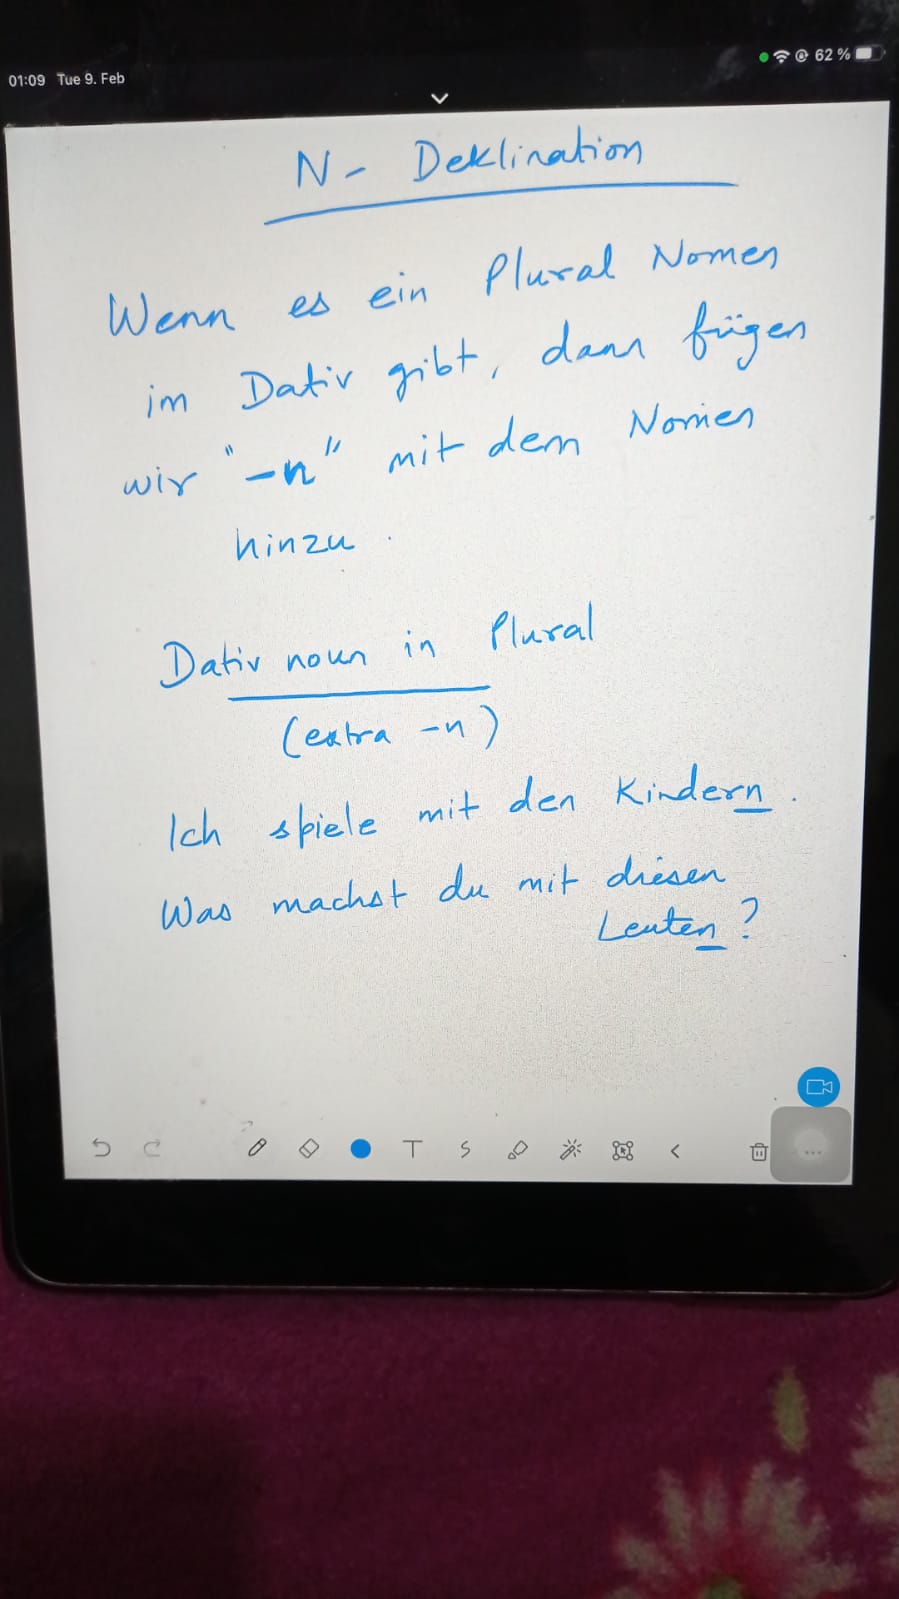 01:09 Tue 9. Feb
62 %
N- Deklination
Wenn es ein Plural Nomen
im Dativ gibt, dann fügen
wir "-n" mit dem Nomen
hinzu.
Dativ noun in Plural
(extra -n)
Ich spiele mit den Kindern.
Was machst du mit diesen
Leuten?
T